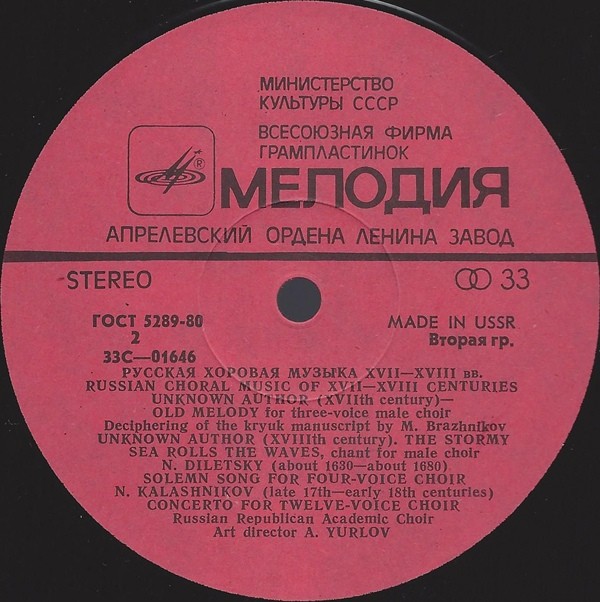 МИНИСТЕРСТВО
КУЛЬТУРЫ СССР
ВСЕСОЮЗНАЯ ФИРМА
ГРАМПЛАСТИНОК
®
МЕЛОДИЯ
АПРЕЛЕВСКИЙ ОРДЕНА ЛЕНИНА ЗАВОД
STEREO
33
ГОСТ 5289-80
MADE IN USSR
2
Вторая гр.
33С—01646
РУССКАЯ ХОРОВАЯ МУЗЫКА XVII—XVIII вв.
RUSSIAN CHORAL MUSIC OF XVII—XVIII CENTURIES
UNKNOWN AUTHOR (XVIIth century)—
OLD MELODY for three-voice male choir
Deciphering of the kryuk manuscript by M. Brazhnikov
UNKNOWN AUTHOR (XVIIIth century). THE STORMY
SEA ROLLS THE WAVES, chant for male choir
N. DILETSKY (about 1630—about 1680)
SOLEMN SONG FOR FOUR-VOICE CHOIR
N. KALASHNIKOV (late 17th—early 18th centuries)
CONCERTO FOR TWELVE-VOICE CHOIR
Russian Republican Academic Choir
Art director A. YURLOV